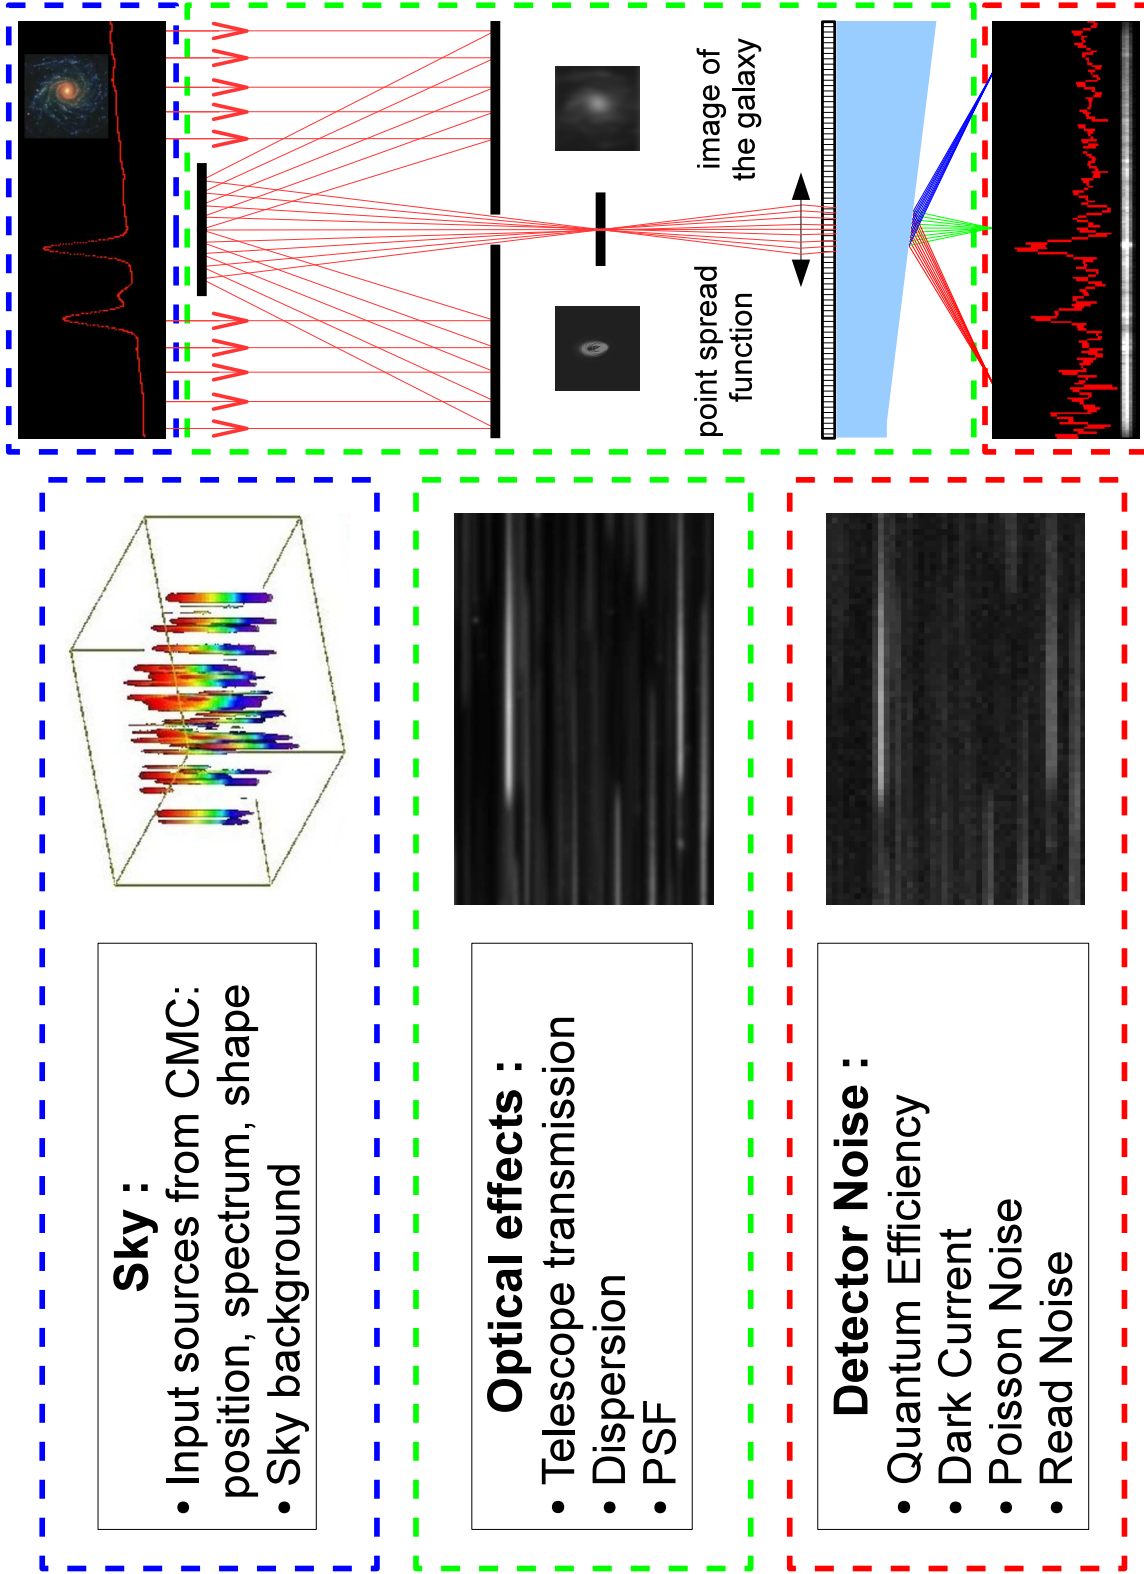 Sky :
• Input sources from CMC:
position, spectrum, shape
• Sky background
Optical effects :
• Telescope transmission
• Dispersion
• PSF
Detector Noise :
• Quantum Efficiency
• Dark Current
• Poisson Noise
• Read Noise
point spread
function
image of
the galaxy